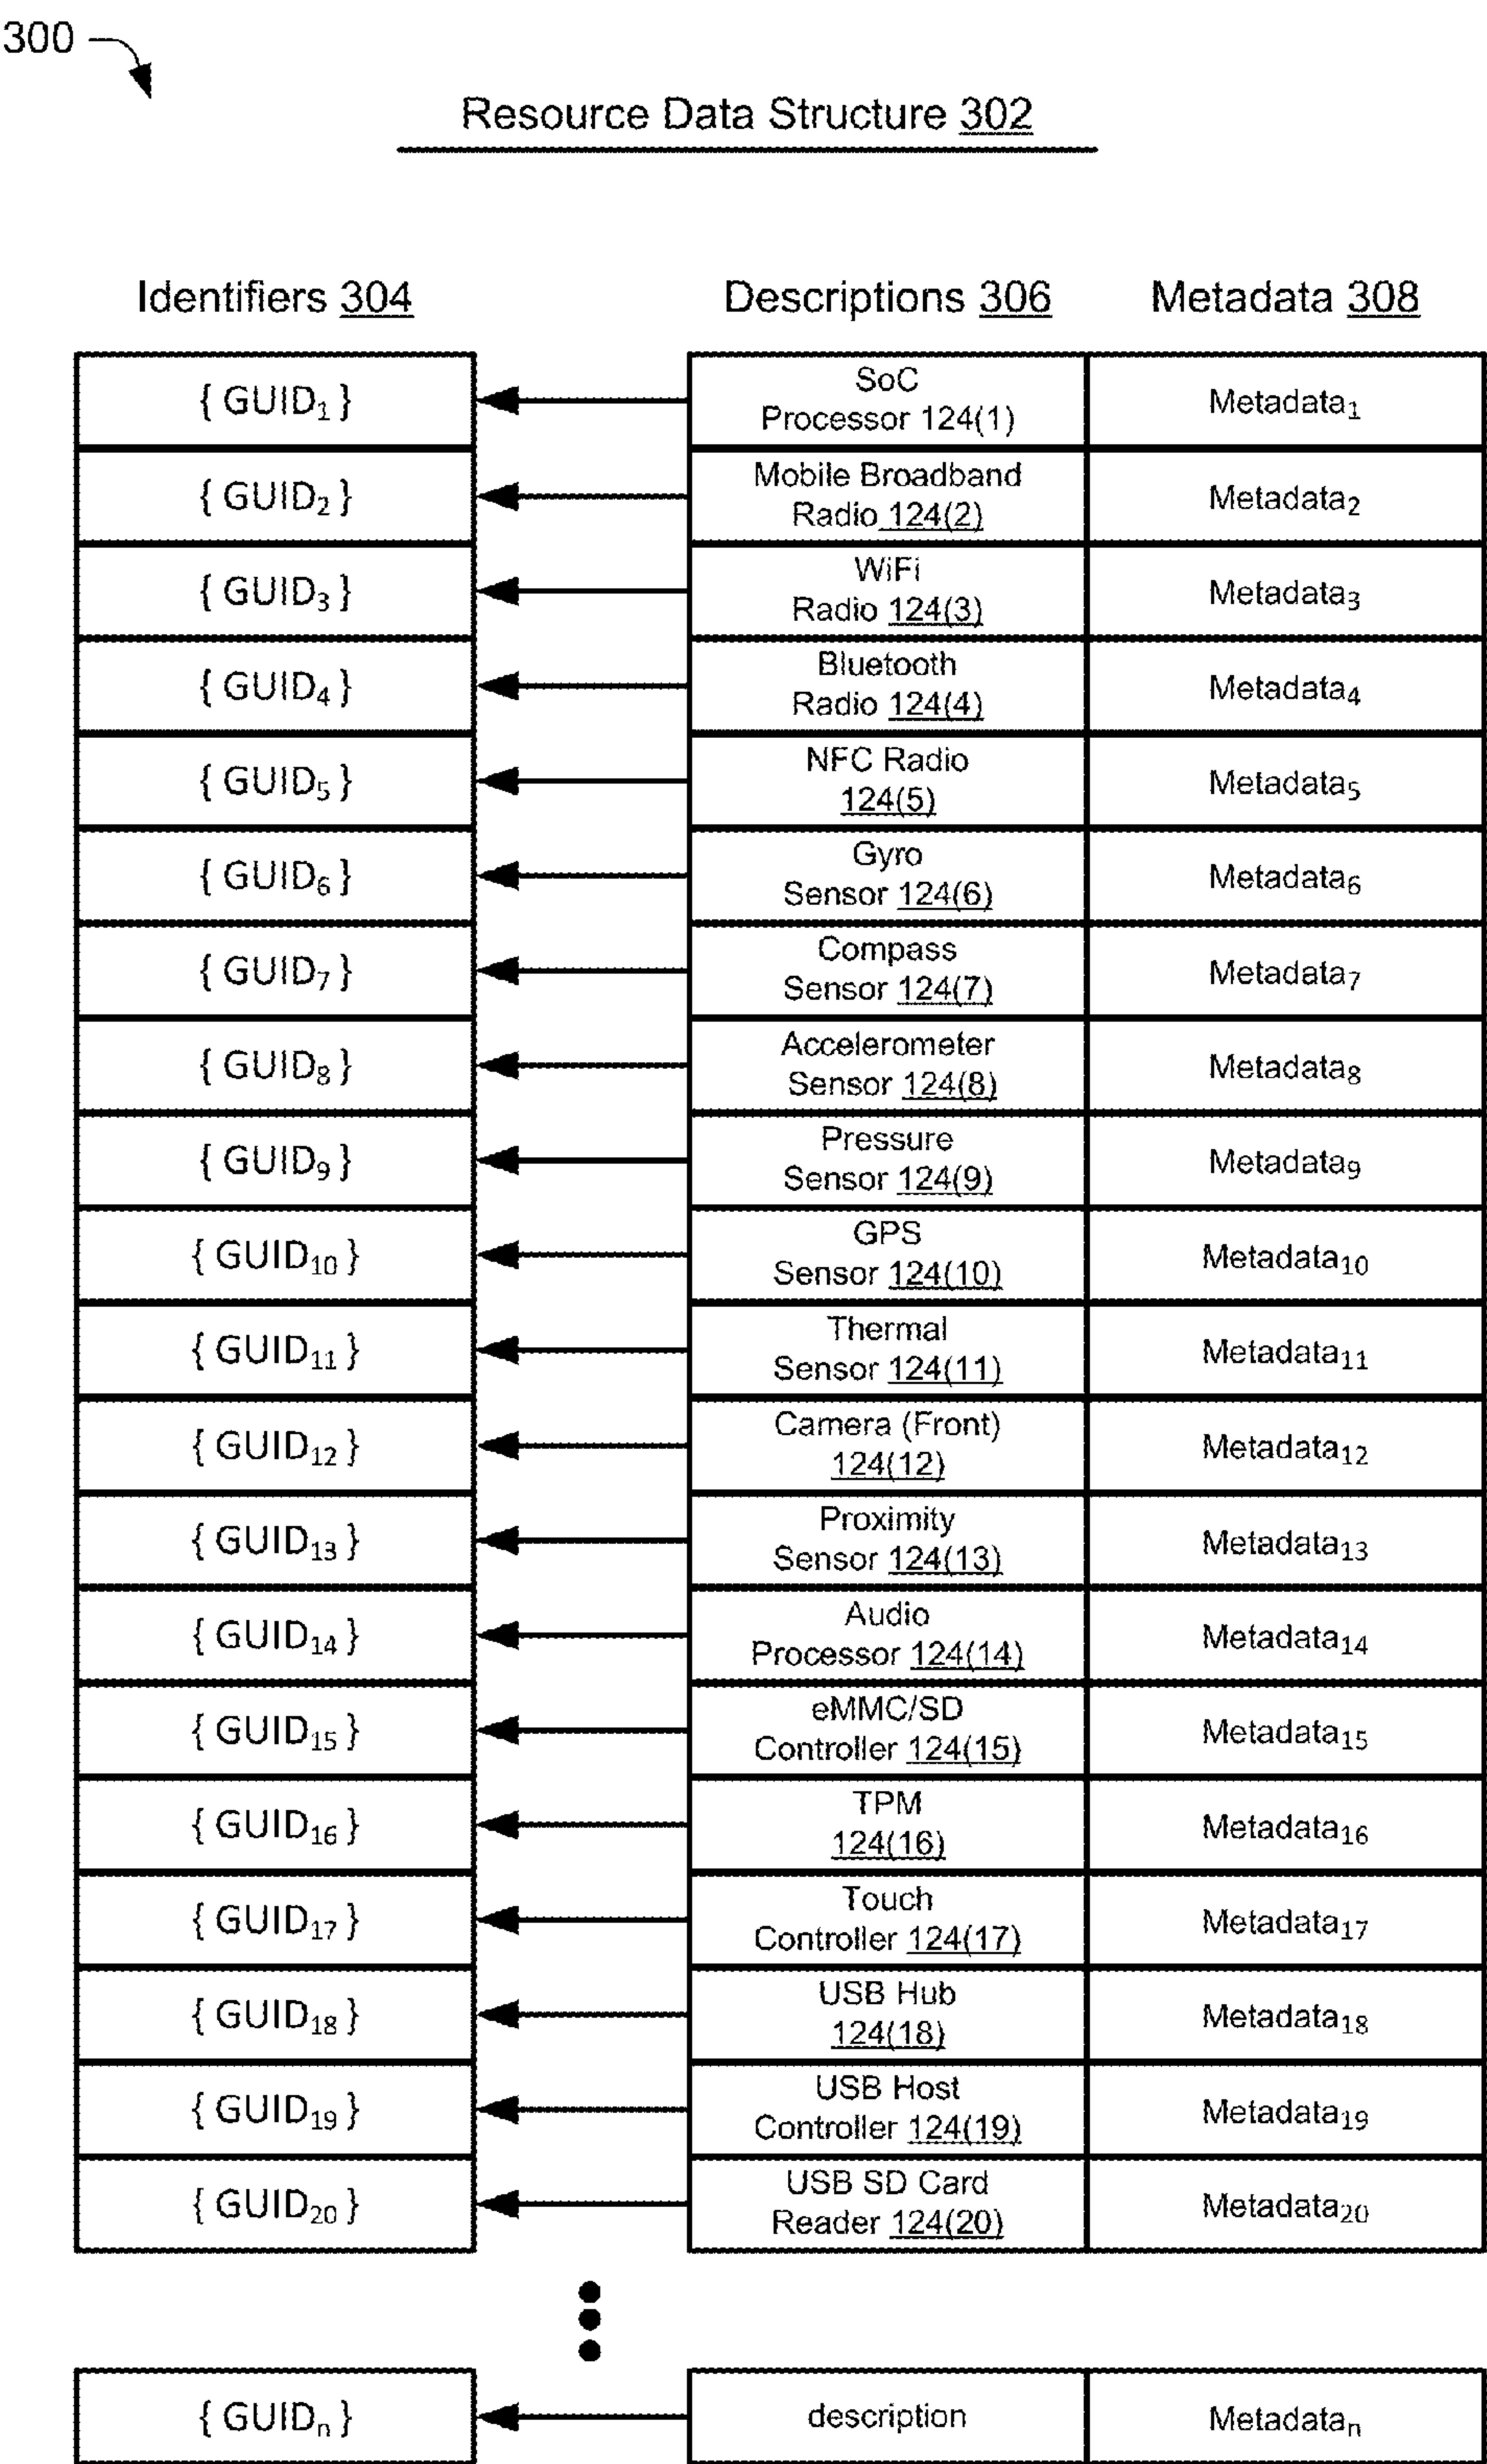 300
Resource Data Structure 302
Identifiers 304 Descriptions 306 Metadata 308
{ GUID₁ } SoC Processor 124(1) Metadata₁
{ GUID₂ } Mobile Broadband Radio 124(2) Metadata₂
{ GUID₃ } WiFi Radio 124(3) Metadata₃
{ GUID₄ } Bluetooth Radio 124(4) Metadata₄
{ GUID₅ } NFC Radio 124(5) Metadata₅
{ GUID₆ } Gyro Sensor 124(6) Metadata₆
{ GUID₇ } Compass Sensor 124(7) Metadata₇
{ GUID₈ } Accelerometer Sensor 124(8) Metadata₈
{ GUID₉ } Pressure Sensor 124(9) Metadata₉
{ GUID₁₀ } GPS Sensor 124(10) Metadata₁₀
{ GUID₁₁ } Thermal Sensor 124(11) Metadata₁₁
{ GUID₁₂ } Camera (Front) 124(12) Metadata₁₂
{ GUID₁₃ } Proximity Sensor 124(13) Metadata₁₃
{ GUID₁₄ } Audio Processor 124(14) Metadata₁₄
{ GUID₁₅ } eMMC/SD Controller 124(15) Metadata₁₅
{ GUID₁₆ } TPM 124(16) Metadata₁₆
{ GUID₁₇ } Touch Controller 124(17) Metadata₁₇
{ GUID₁₈ } USB Hub 124(18) Metadata₁₈
{ GUID₁₉ } USB Host Controller 124(19) Metadata₁₉
{ GUID₂₀ } USB SD Card Reader 124(20) Metadata₂₀
{ GUIDₙ } description Metadataₙ